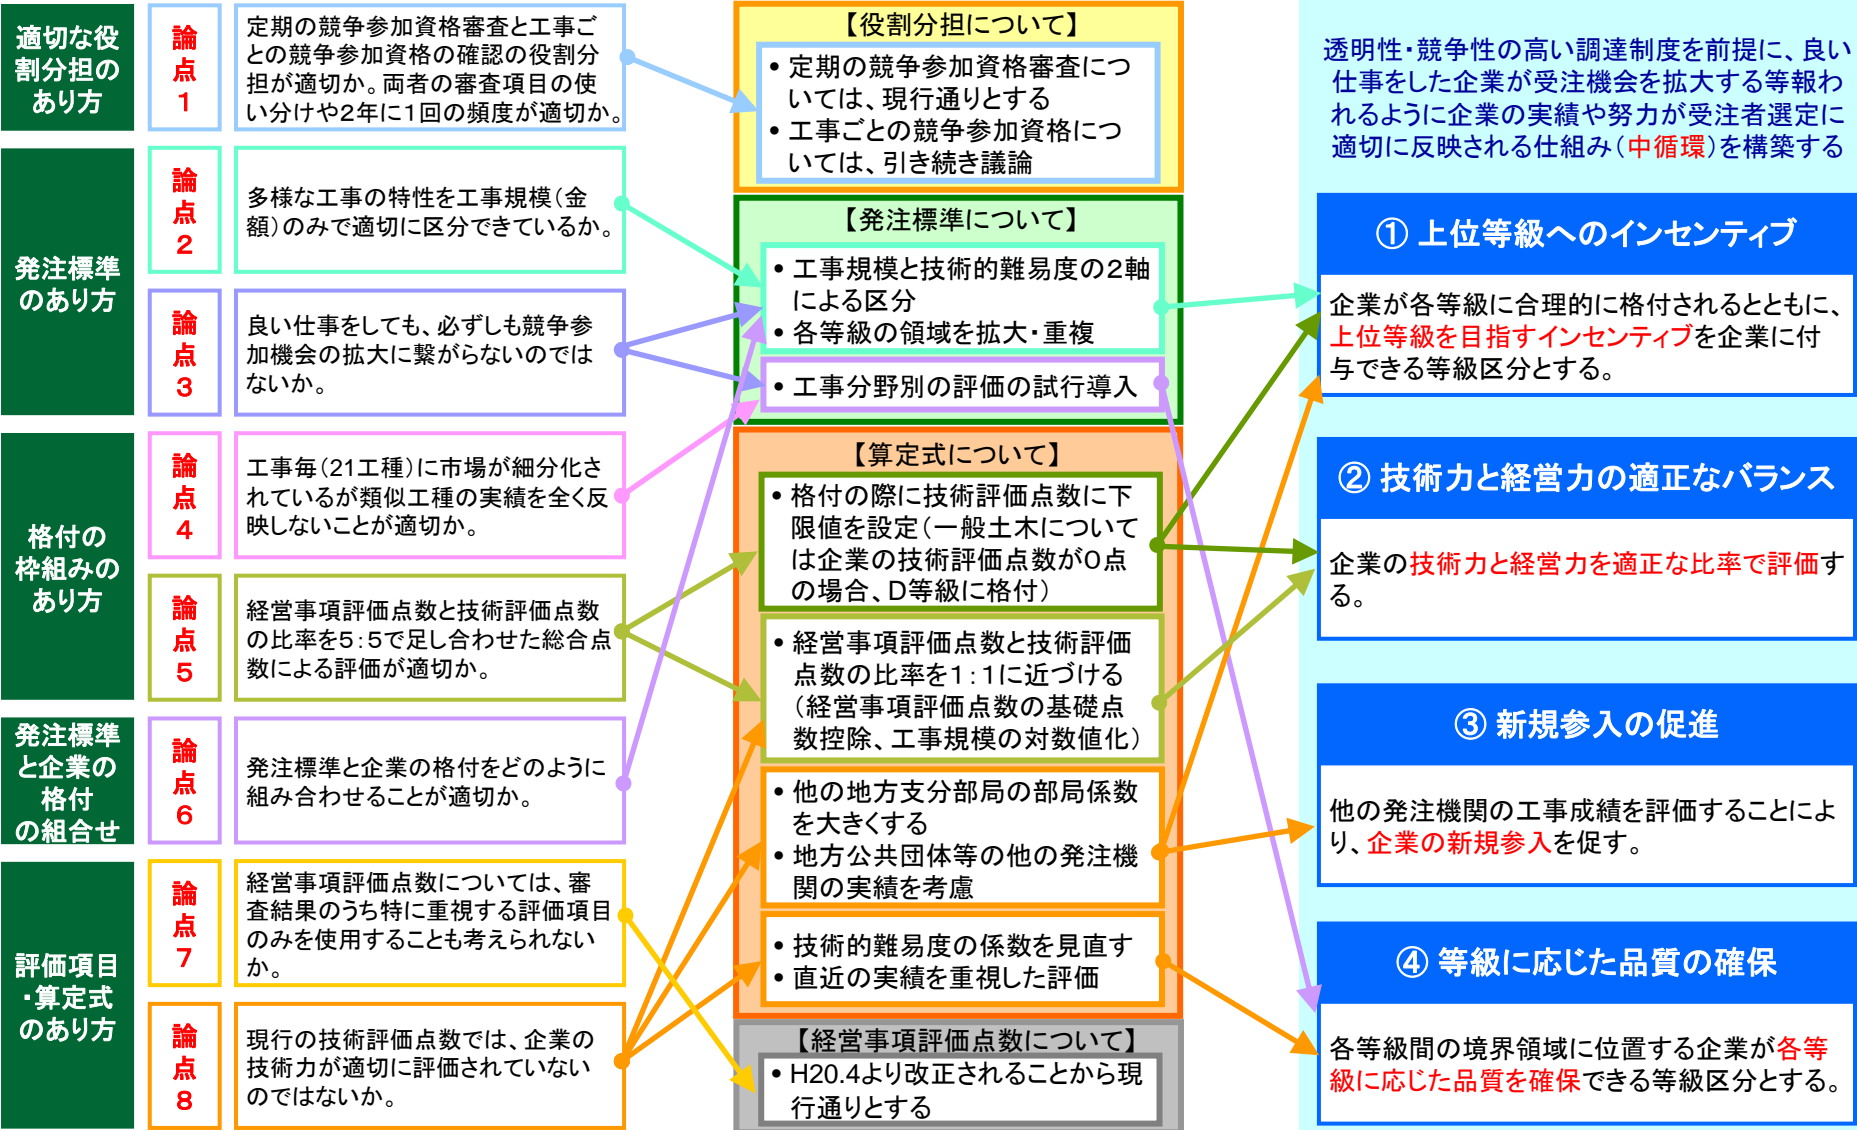 適切な役
割分担の
あり方
論
点
1
定期の競争参加資格審査と工事ご
との競争参加資格の確認の役割分
担が適切か。両者の審査項目の使
い分けや2年に1回の頻度が適切か。
発注標準
のあり方
論
点
2
多様な工事の特性を工事規模（金
額）のみで適切に区分できているか。
論
点
3
良い仕事をしても、必ずしも競争参
加機会の拡大に繋がらないのでは
ないか。
格付の
枠組みの
あり方
論
点
4
工事毎（21工種）に市場が細分化さ
れているが類似工種の実績を全く反
映しないことが適切か。
論
点
5
経営事項評価点数と技術評価点数
の比率を5：5で足し合わせた総合点
数による評価が適切か。
発注標準
と企業の
格付
の組合せ
論
点
6
発注標準と企業の格付をどのように
組み合わせることが適切か。
評価項目
・算定式
のあり方
論
点
7
経営事項評価点数については、審
査結果のうち特に重視する評価項目
のみを使用することも考えられない
か。
論
点
8
現行の技術評価点数では、企業の
技術力が適切に評価されていない
のではないか。
【役割分担について】
• 定期の競争参加資格審査につ
いては、現行通りとする
• 工事ごとの競争参加資格につ
いては、引き続き議論
【発注標準について】
• 工事規模と技術的難易度の2軸
による区分
• 各等級の領域を拡大・重複
• 工事分野別の評価の試行導入
【算定式について】
• 格付の際に技術評価点数に下
限値を設定（一般土木について
は企業の技術評価点数が0点
の場合、D等級に格付）
• 経営事項評価点数と技術評価
点数の比率を1：1に近づける
（経営事項評価点数の基礎点
数控除、工事規模の対数値化）
• 他の地方支分部局の部局係数
を大きくする
• 地方公共団体等の他の発注機
関の実績を考慮
• 技術的難易度の係数を見直す
• 直近の実績を重視した評価
【経営事項評価点数について】
• H20.4より改正されることから現
行通りとする
透明性・競争性の高い調達制度を前提に、良い
仕事をした企業が受注機会を拡大する等報わ
れるように企業の実績や努力が受注者選定に
適切に反映される仕組み（中循環）を構築する
① 上位等級へのインセンティブ
企業が各等級に合理的に格付されるとともに、
上位等級を目指すインセンティブを企業に付
与できる等級区分とする。
② 技術力と経営力の適正なバランス
企業の技術力と経営力を適正な比率で評価す
る。
③ 新規参入の促進
他の発注機関の工事成績を評価することによ
り、企業の新規参入を促す。
④ 等級に応じた品質の確保
各等級間の境界領域に位置する企業が各等
級に応じた品質を確保できる等級区分とする。